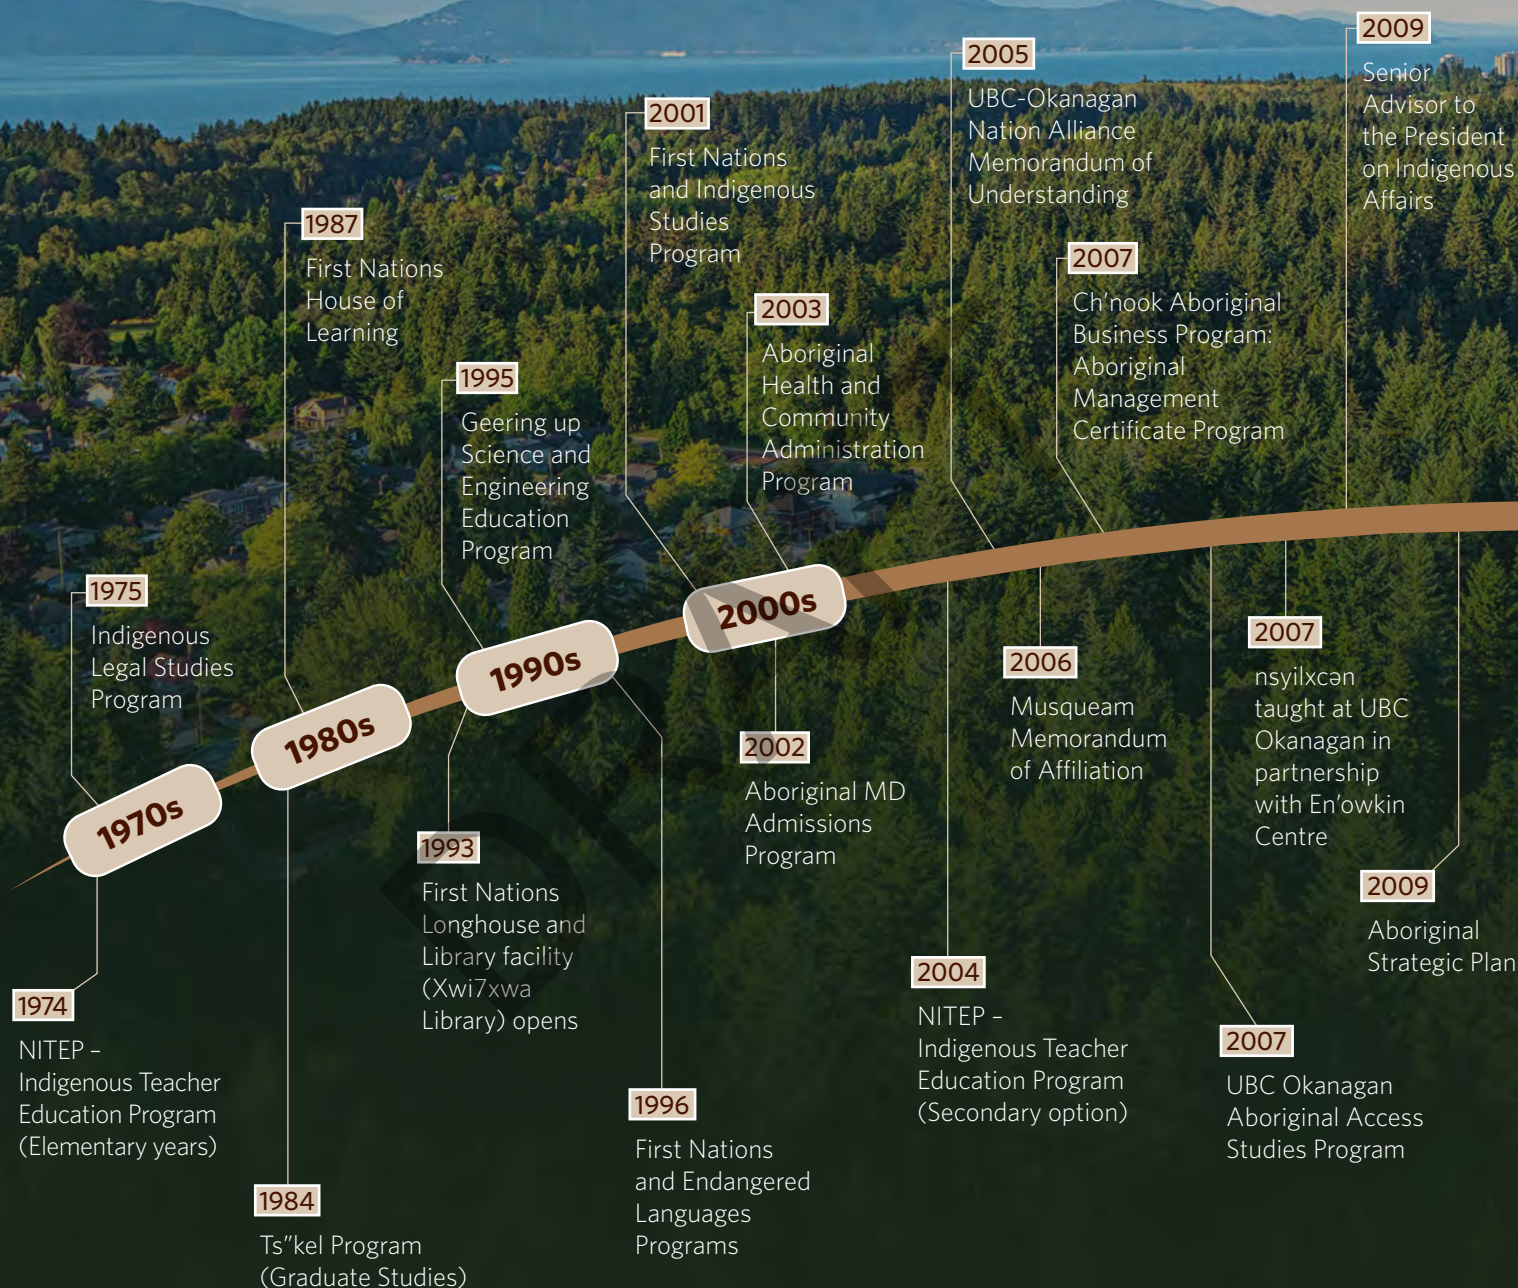 1974
NITEP –
Indigenous Teacher
Education Program
(Elementary years)
1975
Indigenous
Legal Studies
Program
1970s
1984
Ts”kel Program
(Graduate Studies)
1987
First Nations
House of
Learning
1980s
1993
First Nations
Longhouse and
Library facility
(Xwi7xwa
Library) opens
1995
Geering up
Science and
Engineering
Education
Program
1990s
1996
First Nations
and Endangered
Languages
Programs
2001
First Nations
and Indigenous
Studies
Program
2002
Aboriginal MD
Admissions
Program
2003
Aboriginal
Health and
Community
Administration
Program
2000s
2004
NITEP –
Indigenous Teacher
Education Program
(Secondary option)
2005
UBC-Okanagan
Nation Alliance
Memorandum of
Understanding
2006
Musqueam
Memorandum
of Affiliation
2007
Ch’nook Aboriginal
Business Program:
Aboriginal
Management
Certificate Program
2007
nsyilxcən
taught at UBC
Okanagan in
partnership
with En’owkin
Centre
2007
UBC Okanagan
Aboriginal Access
Studies Program
2009
Senior
Advisor to
the President
on Indigenous
Affairs
2009
Aboriginal
Strategic Plan